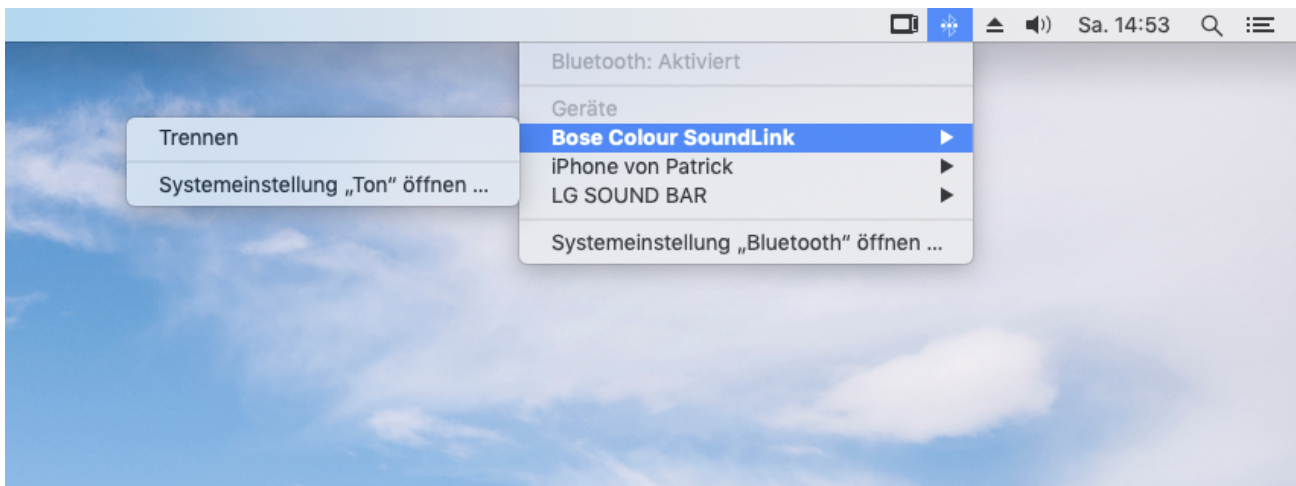 Sa. 14:53
Bluetooth: Aktiviert
Geräte
Bose Colour SoundLink
iPhone von Patrick
LG SOUND BAR
Systemeinstellung „Bluetooth“ öffnen ...
Trennen
Systemeinstellung „Ton“ öffnen ...